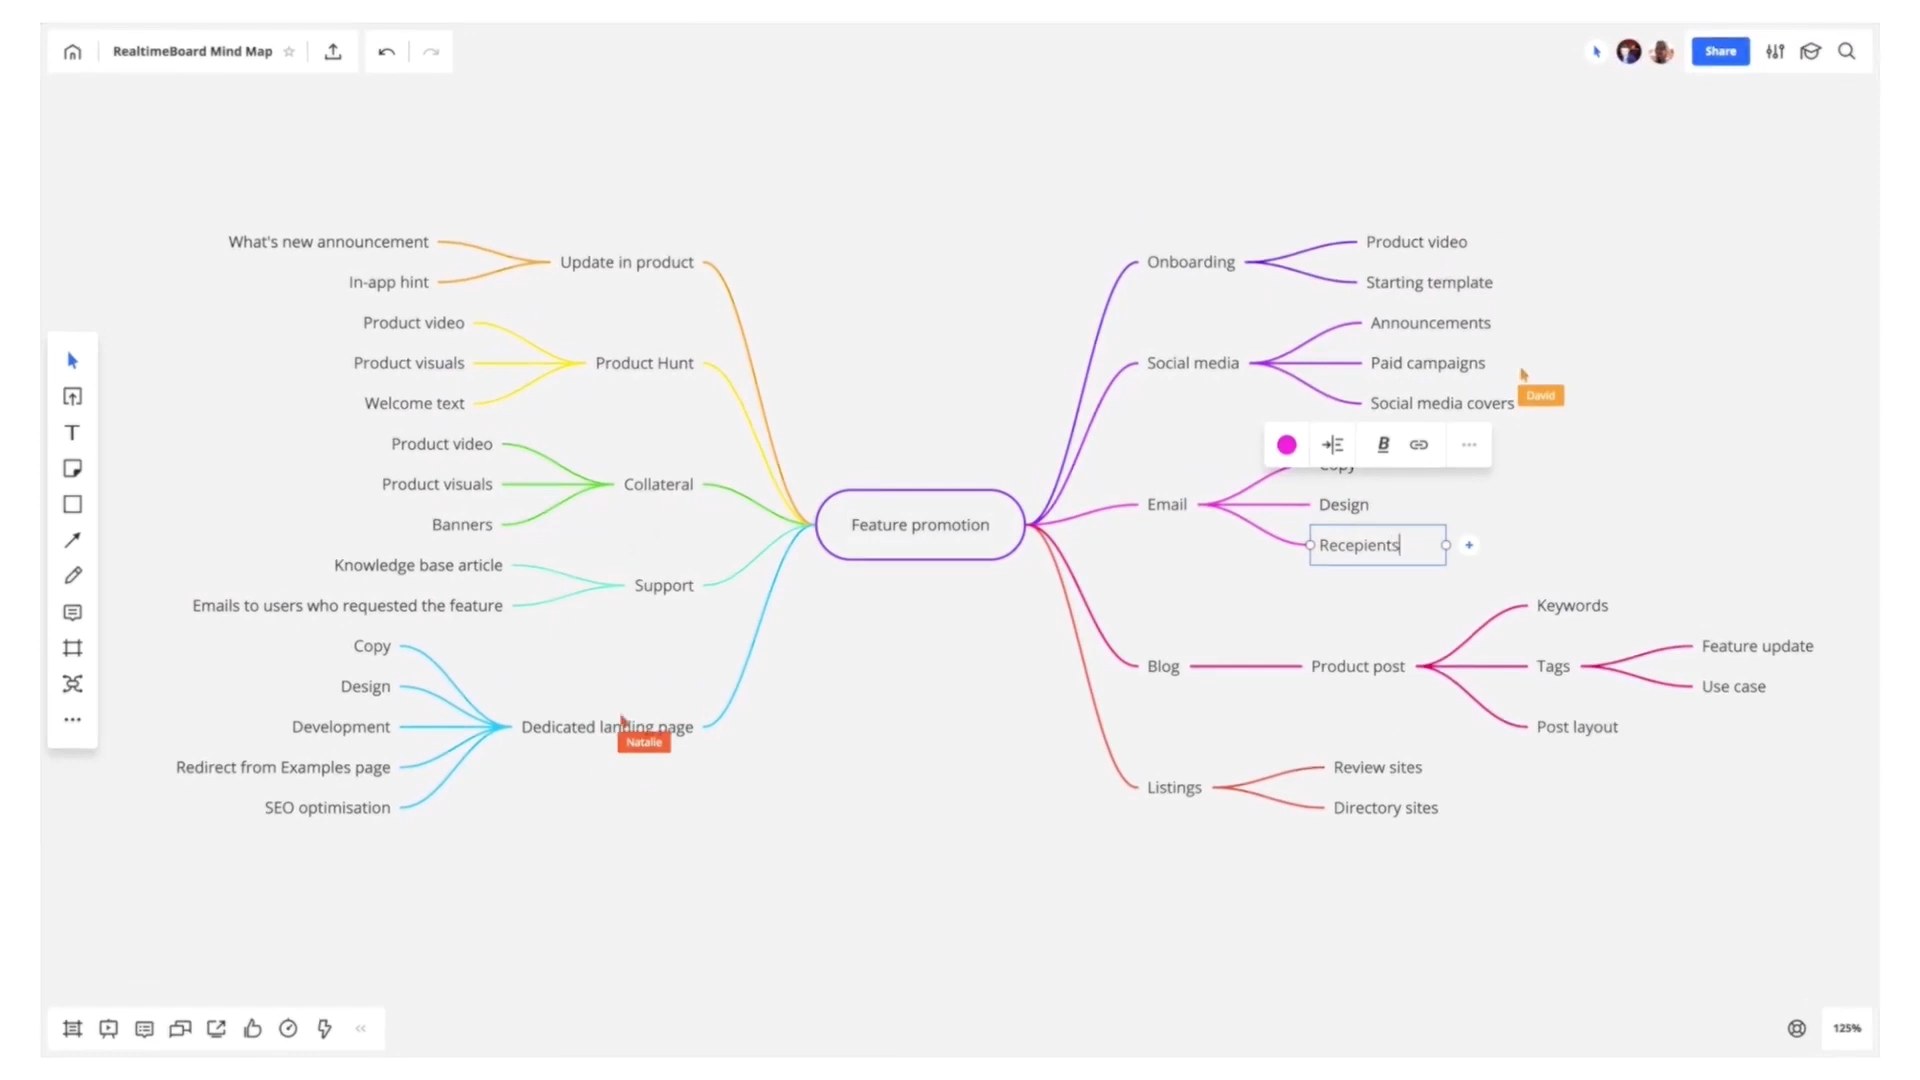 RealtimeBoard Mind Map
Share
What's new announcement
In-app hint
Update in product
Product video
Product visuals
Welcome text
Product Hunt
Product video
Product visuals
Banners
Collateral
Knowledge base article
Emails to users who requested the feature
Support
Copy
Design
Development
Redirect from Examples page
SEO optimisation
Dedicated landing page
Natalie
Feature promotion
Onboarding
Product video
Starting template
Social media
Announcements
Paid campaigns
Social media covers
David
B
Email
Copy
Design
Recepients
Blog
Product post
Keywords
Tags
Feature update
Use case
Post layout
Listings
Review sites
Directory sites
125%